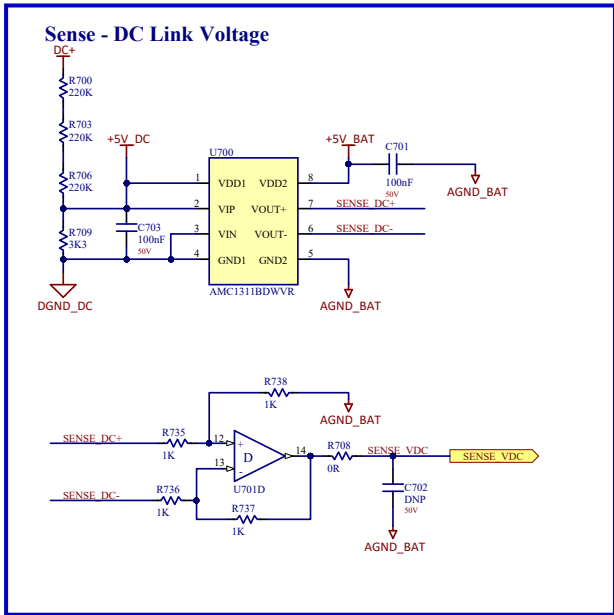 Sense - DC Link Voltage
DC+
R700
220K
R703
220K
+5V_DC
U700
+5V_BAT
C701
100nF
50V
AGND_BAT
R706
220K
1 VDD1 VDD2 8
2 VIP VOUT+ 7 SENSE_DC+
3 VIN VOUT- 6 SENSE_DC-
4 GND1 GND2 5
R709
3K3
C703
100nF
50V
DGND_DC
AMC1311BDWVR
AGND_BAT
R738
1K
AGND_BAT
SENSE_DC+ R735 12 +
1K
D 14 R708 SENSE_VDC SENSE_VDC
0R
13 -
U701D
SENSE_DC- R736
1K
R737
1K
C702
DNP
50V
AGND_BAT